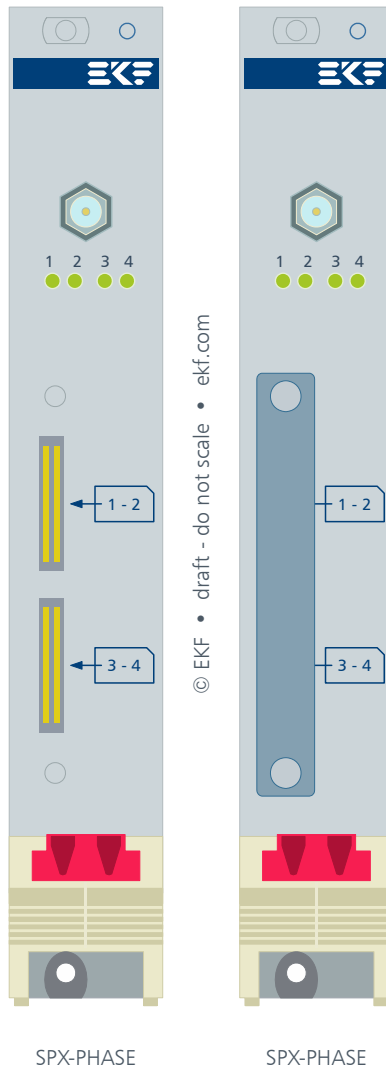 EKF
EKF
1 2 3 4
1 2 3 4
© EKF • draft - do not scale • ekf.com
1 - 2
1 - 2
3 - 4
3 - 4
SPX-PHASE
SPX-PHASE